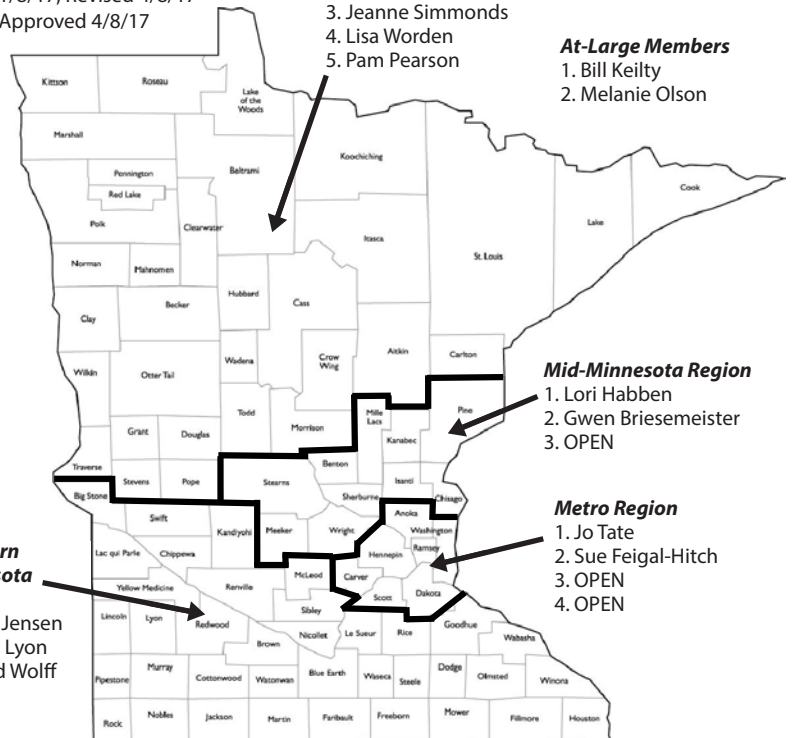 Approved 4/8/17
3. Jeanne Simmonds
4. Lisa Worden
5. Pam Pearson
At-Large Members
1. Bill Keilty
2. Melanie Olson
Kittson
Roseau
Lake
of the
Woods
Marshall
Beltrami
Koochiching
Pennington
Red Lake
Cook
Polk
Clearwater
Lake
Itasca
St. Louis
Norman
Mahnomen
Hubbard
Cass
Becker
Clay
Wadena
Crow
Wing
Aitkin
Carlton
Wilkin
Otter Tail
Mid-Minnesota Region
1. Lori Habben
2. Gwen Briesemeister
3. OPEN
Todd
Morrison
Mille
Lacs
Pine
Kanabec
Grant
Douglas
Benton
Traverse
Stevens
Pope
Stearns
Isanti
Big Stone
Sherburne
Chisago
Anoka
Metro Region
1. Jo Tate
2. Sue Feigal-Hitch
3. OPEN
4. OPEN
Swift
Kandiyohi
Meeker
Wright
Washington
Hennepin
Ramsey
Lac qui Parle
Chippewa
McLeod
Carver
Scott
Dakota
Yellow Medicine
Renville
Sibley
Lincoln
Lyon
Redwood
Nicollet
Le Sueur
Rice
Goodhue
Wabasha
Brown
rn
sota
Jensen
Lyon
d Wolff
Pipestone
Murray
Cottonwood
Watonwan
Blue Earth
Waseca
Steele
Dodge
Olmsted
Winona
Rock
Nobles
Jackson
Martin
Faribault
Freeborn
Mower
Fillmore
Houston